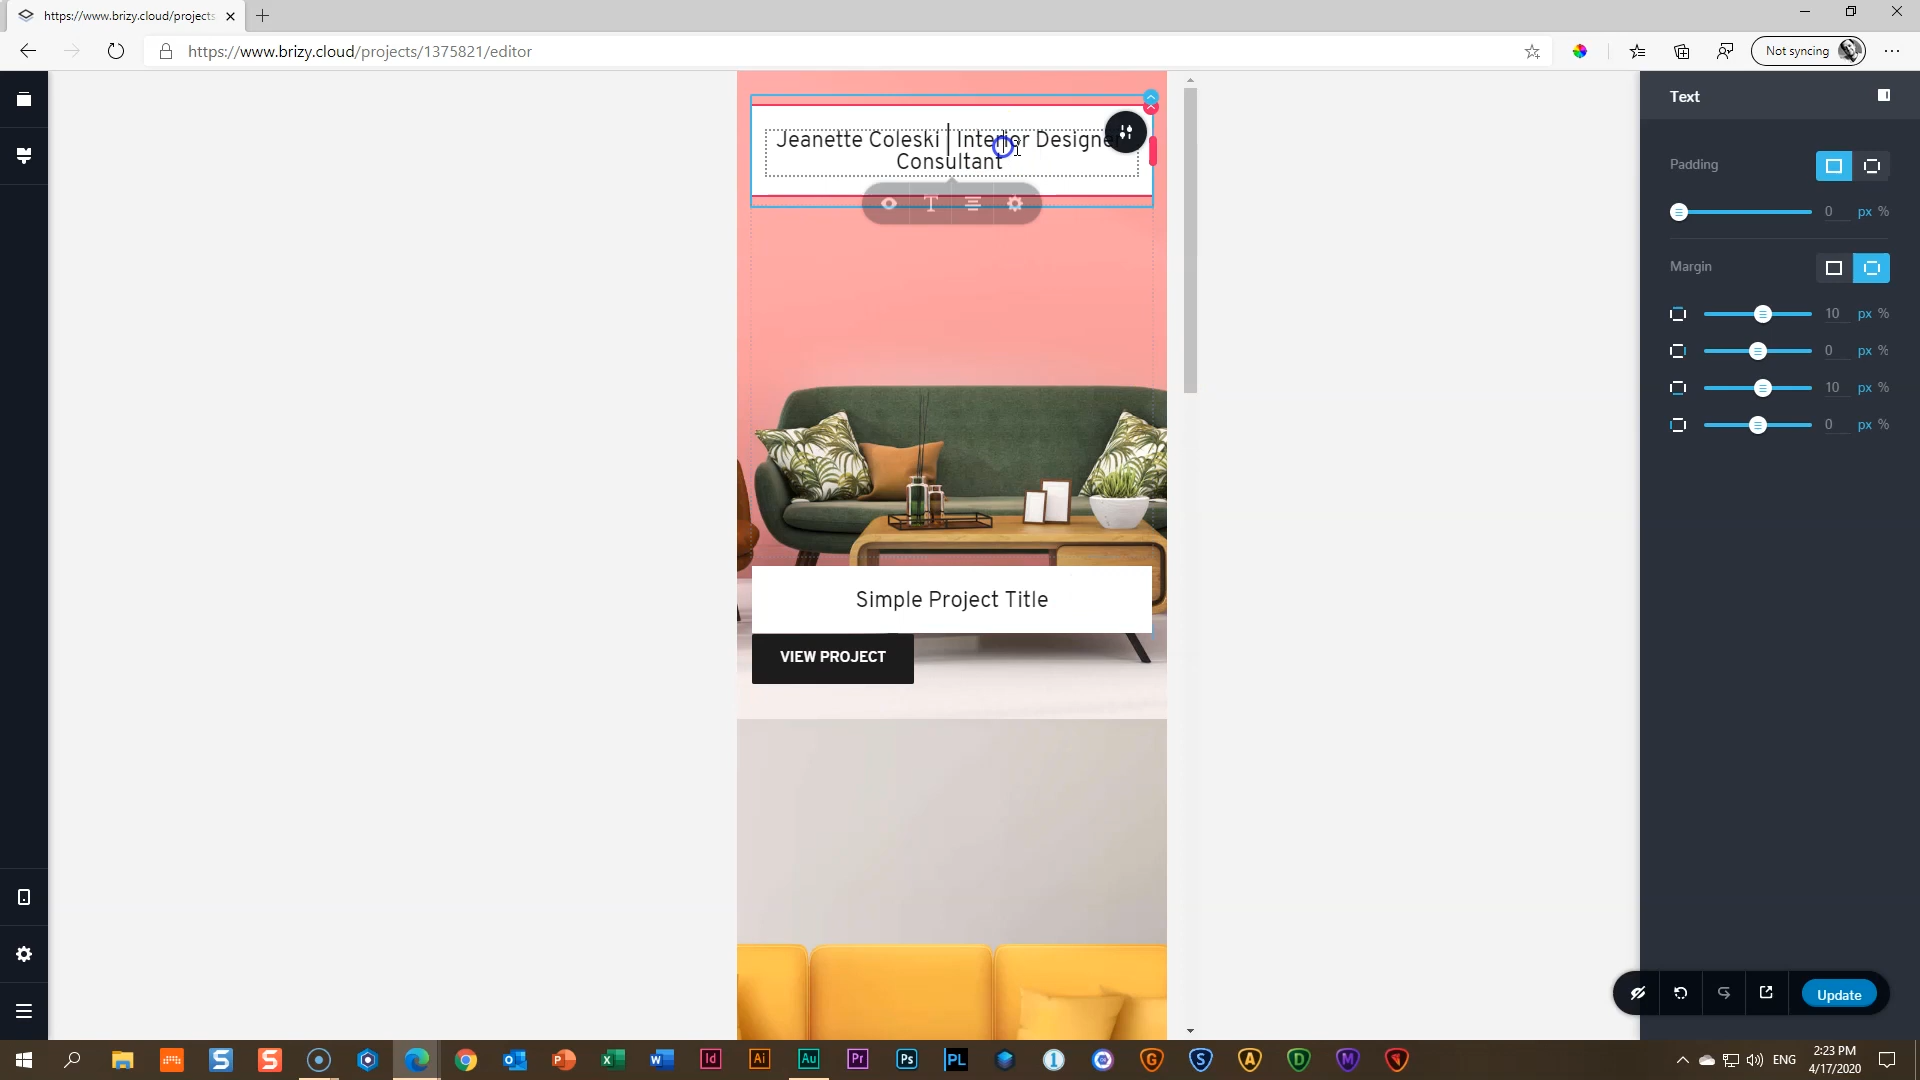 https://www.brizy.cloud/projects
https://www.brizy.cloud/projects/1375821/editor
Not syncing
Text
Jeanette Coleski | Interior Designer
Consultant
Padding
0 px %
Margin
10 px %
0 px %
10 px %
0 px %
Simple Project Title
VIEW PROJECT
Update
ENG
2:23 PM
4/17/2020